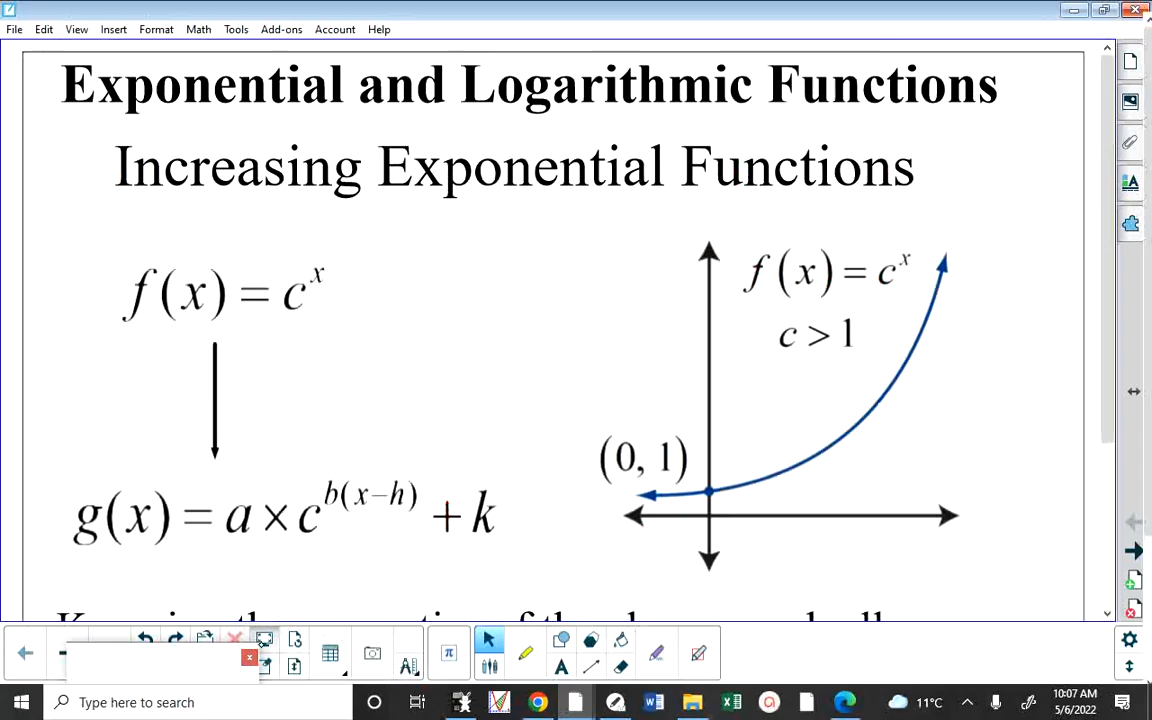 File Edit View Insert Format Math Tools Add-ons Account Help
Exponential and Logarithmic Functions
Increasing Exponential Functions
f(x) = c^x
f(x) = c^x
c > 1
(0, 1)
g(x) = a × c^{b(x−h)} + k
Type here to search
11°C
10:07 AM
5/6/2022